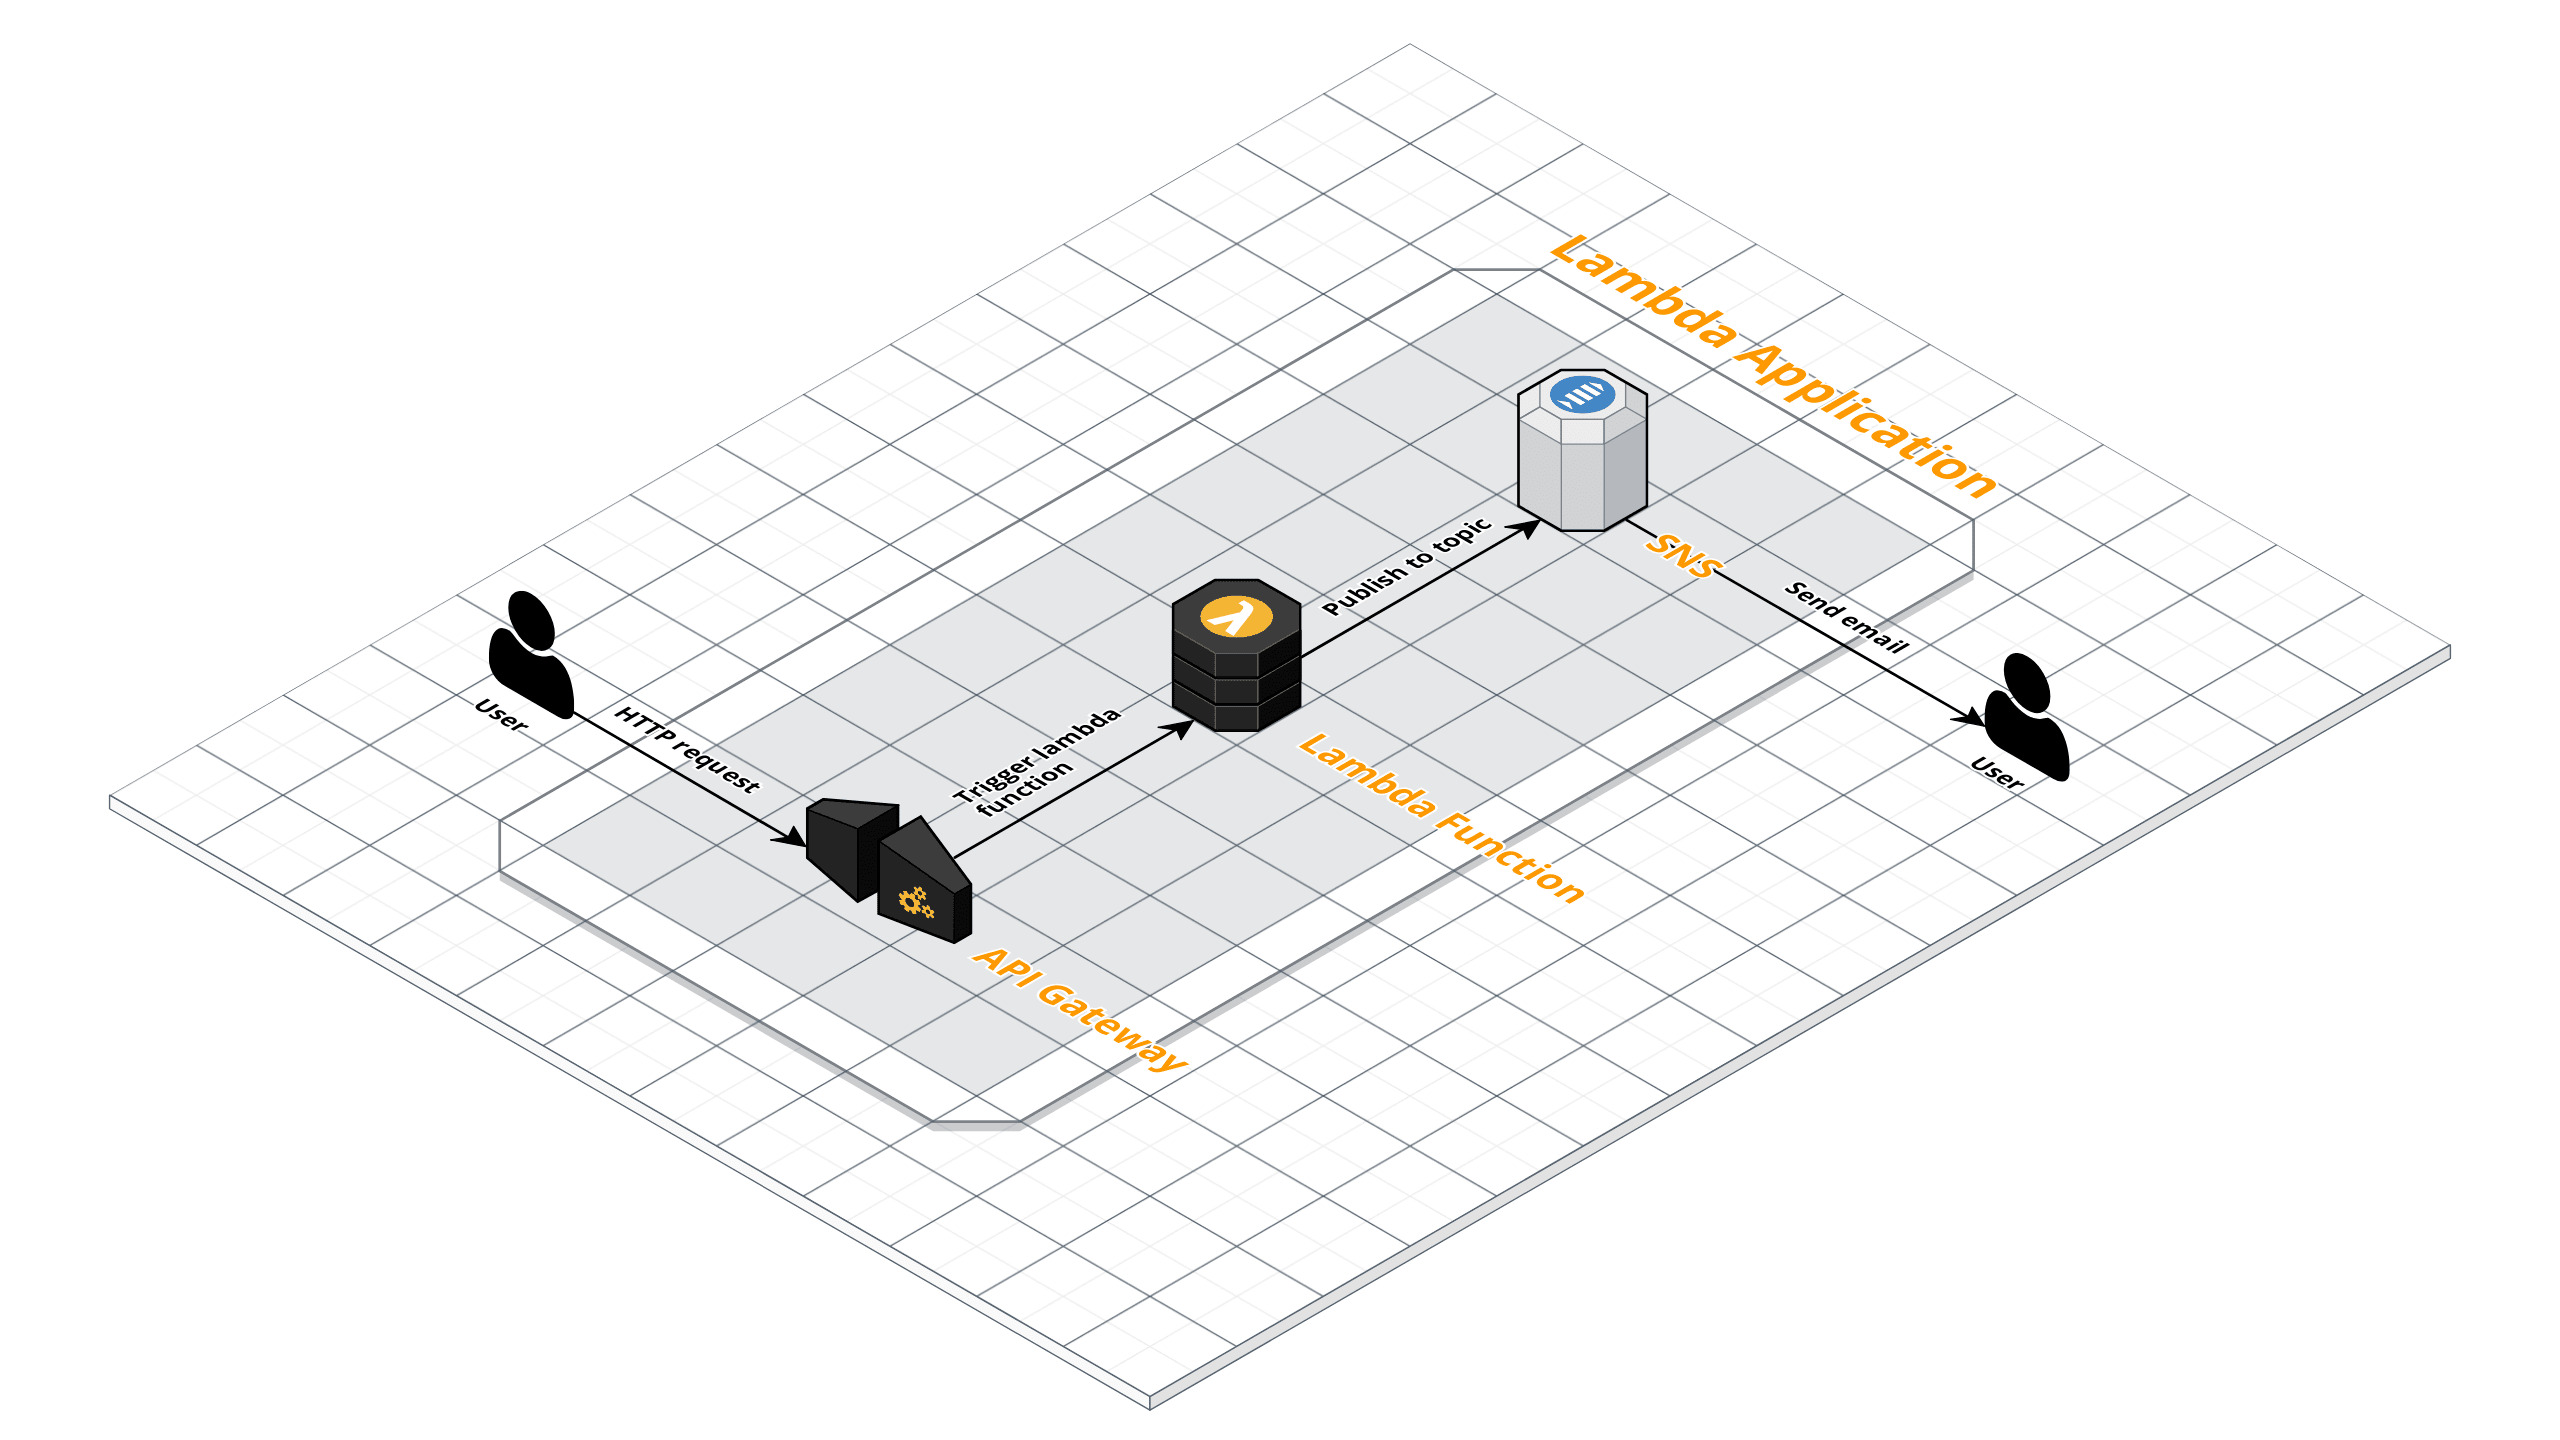 Lambda Application
SNS
Publish to topic
Send email
User
User
HTTP request
Trigger lambda
function
Lambda Function
API Gateway